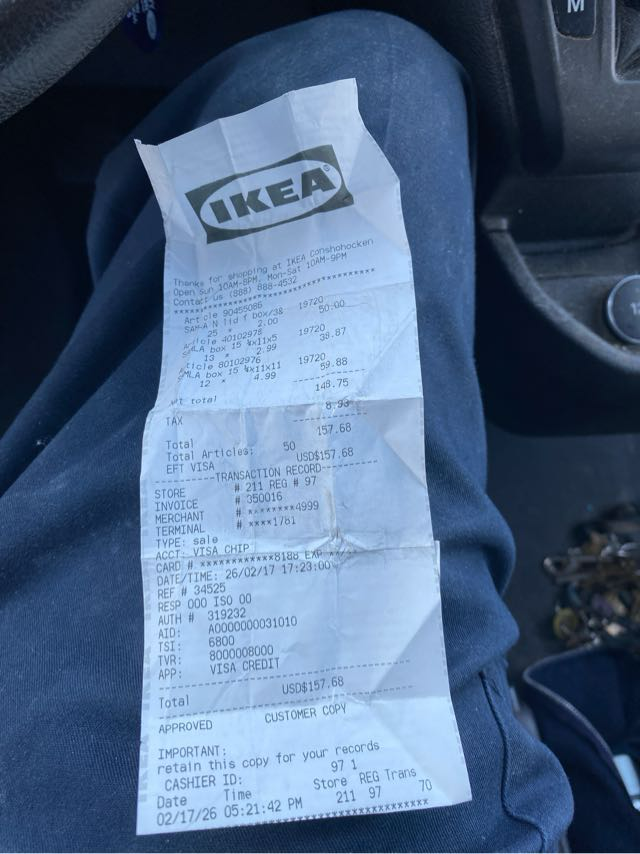 IKEA®
Thanks for shopping at IKEA Conshohocken
Open Sun 10AM-8PM, Mon-Sat 10AM-9PM
Contact us (888) 888-4532
**********************************
Article 90455086 19720
SAMLA N lid f box/38 50.00
25 * 2.00
Article 40102978 19720
SMLA box 15 ¾x11x5 38.87
13 * 2.99
Article 80102976 19720
SMLA box 15 ¾x11x11 59.88
12 * 4.99
----------
total 148.75
TAX 8.93
----------
Total 157.68
Total Articles: 50
EFT VISA USD$157.68
----------TRANSACTION RECORD----------
STORE # 211 REG # 97
INVOICE # 350016
MERCHANT # ********4999
TERMINAL # ****1781
TYPE: sale
ACCT: VISA CHIP
CARD # ************8188 EXP **/**
DATE/TIME: 26/02/17 17:23:00
REF # 34525
RESP 000 ISO 00
AUTH # 319232
AID: A0000000031010
TSI: 6800
TVR: 8000008000
APP: VISA CREDIT
----------------------------------
Total USD$157.68
----------------------------------
APPROVED CUSTOMER COPY
IMPORTANT:
retain this copy for your records
CASHIER ID: 97 1
Date Time Store REG Trans
02/17/26 05:21:42 PM 211 97 70
**********************************
M